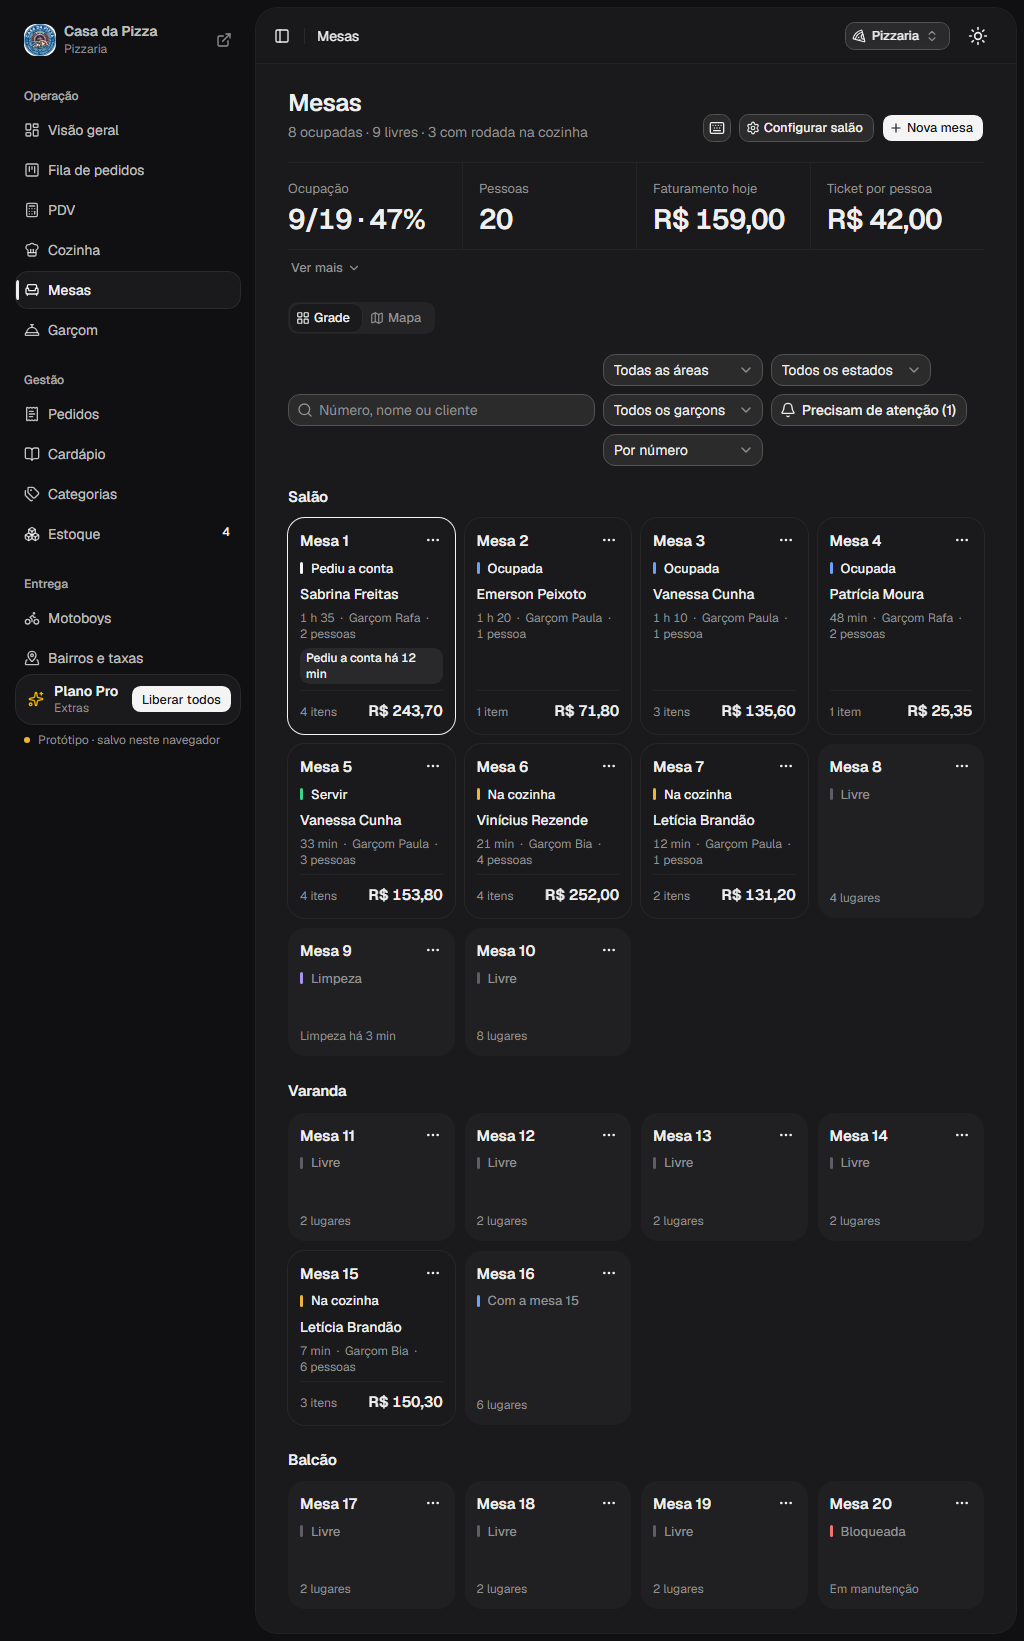 Casa da Pizza
Pizzaria
Operação
Visão geral
Fila de pedidos
PDV
Cozinha
Mesas
Garçom
Gestão
Pedidos
Cardápio
Categorias
Estoque 4
Entrega
Motoboys
Bairros e taxas
Plano Pro
Extras
Liberar todos
Protótipo · salvo neste navegador
Mesas
Pizzaria
Mesas
8 ocupadas · 9 livres · 3 com rodada na cozinha
Configurar salão
Nova mesa
Ocupação
9/19 · 47%
Pessoas
20
Faturamento hoje
R$ 159,00
Ticket por pessoa
R$ 42,00
Ver mais
Grade
Mapa
Número, nome ou cliente
Todas as áreas
Todos os estados
Todos os garçons
Precisam de atenção (1)
Por número
Salão
Mesa 1
Pediu a conta
Sabrina Freitas
1 h 35 · Garçom Rafa ·
2 pessoas
Pediu a conta há 12
min
4 itens R$ 243,70
Mesa 2
Ocupada
Emerson Peixoto
1 h 20 · Garçom Paula ·
1 pessoa
1 item R$ 71,80
Mesa 3
Ocupada
Vanessa Cunha
1 h 10 · Garçom Paula ·
1 pessoa
3 itens R$ 135,60
Mesa 4
Ocupada
Patrícia Moura
48 min · Garçom Rafa ·
2 pessoas
1 item R$ 25,35
Mesa 5
Servir
Vanessa Cunha
33 min · Garçom Paula ·
3 pessoas
4 itens R$ 153,80
Mesa 6
Na cozinha
Vinícius Rezende
21 min · Garçom Bia ·
4 pessoas
4 itens R$ 252,00
Mesa 7
Na cozinha
Letícia Brandão
12 min · Garçom Paula ·
1 pessoa
2 itens R$ 131,20
Mesa 8
Livre
4 lugares
Mesa 9
Limpeza
Limpeza há 3 min
Mesa 10
Livre
8 lugares
Varanda
Mesa 11
Livre
2 lugares
Mesa 12
Livre
2 lugares
Mesa 13
Livre
2 lugares
Mesa 14
Livre
2 lugares
Mesa 15
Na cozinha
Letícia Brandão
7 min · Garçom Bia ·
6 pessoas
3 itens R$ 150,30
Mesa 16
Com a mesa 15
6 lugares
Balcão
Mesa 17
Livre
2 lugares
Mesa 18
Livre
2 lugares
Mesa 19
Livre
2 lugares
Mesa 20
Bloqueada
Em manutenção